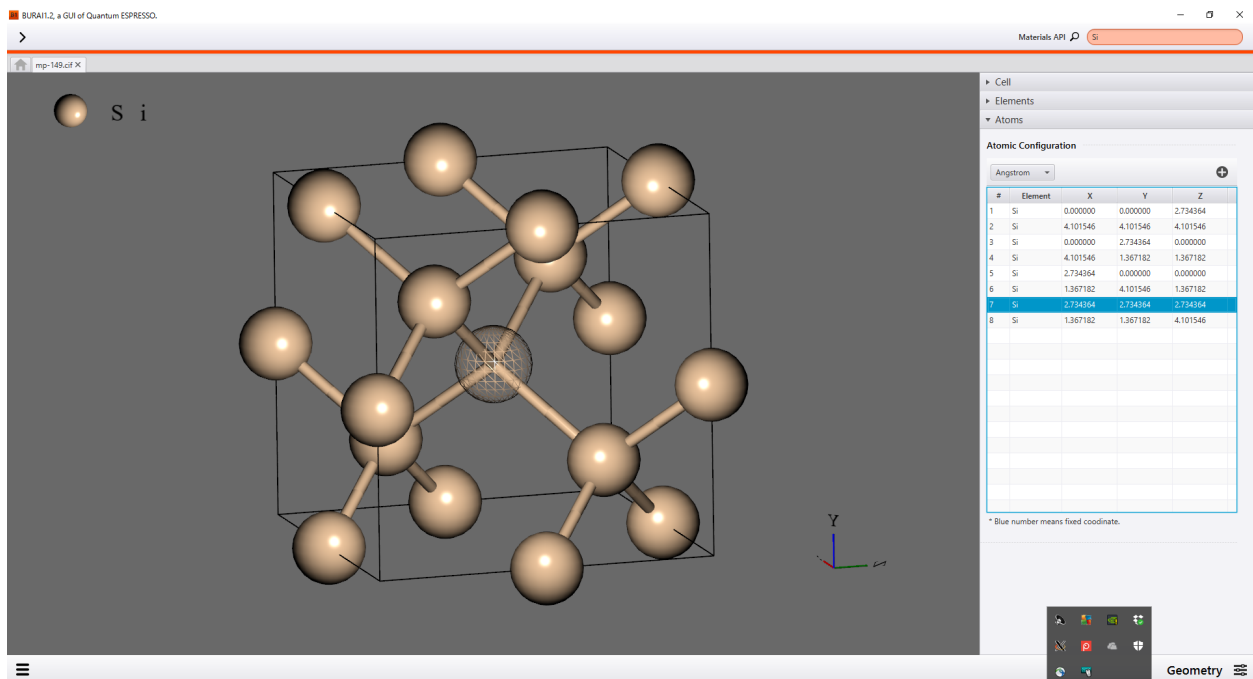 BURAI1.2, a GUI of Quantum ESPRESSO.
Materials API Si
mp-149.cif
Si
Cell
Elements
Atoms
Atomic Configuration
Angstrom
# Element X Y Z
1 Si 0.000000 0.000000 2.734364
2 Si 4.101546 4.101546 4.101546
3 Si 0.000000 2.734364 0.000000
4 Si 4.101546 1.367182 1.367182
5 Si 2.734364 0.000000 0.000000
6 Si 1.367182 4.101546 1.367182
7 Si 2.734364 2.734364 2.734364
8 Si 1.367182 1.367182 4.101546
* Blue number means fixed coodinate.
Y
Geometry